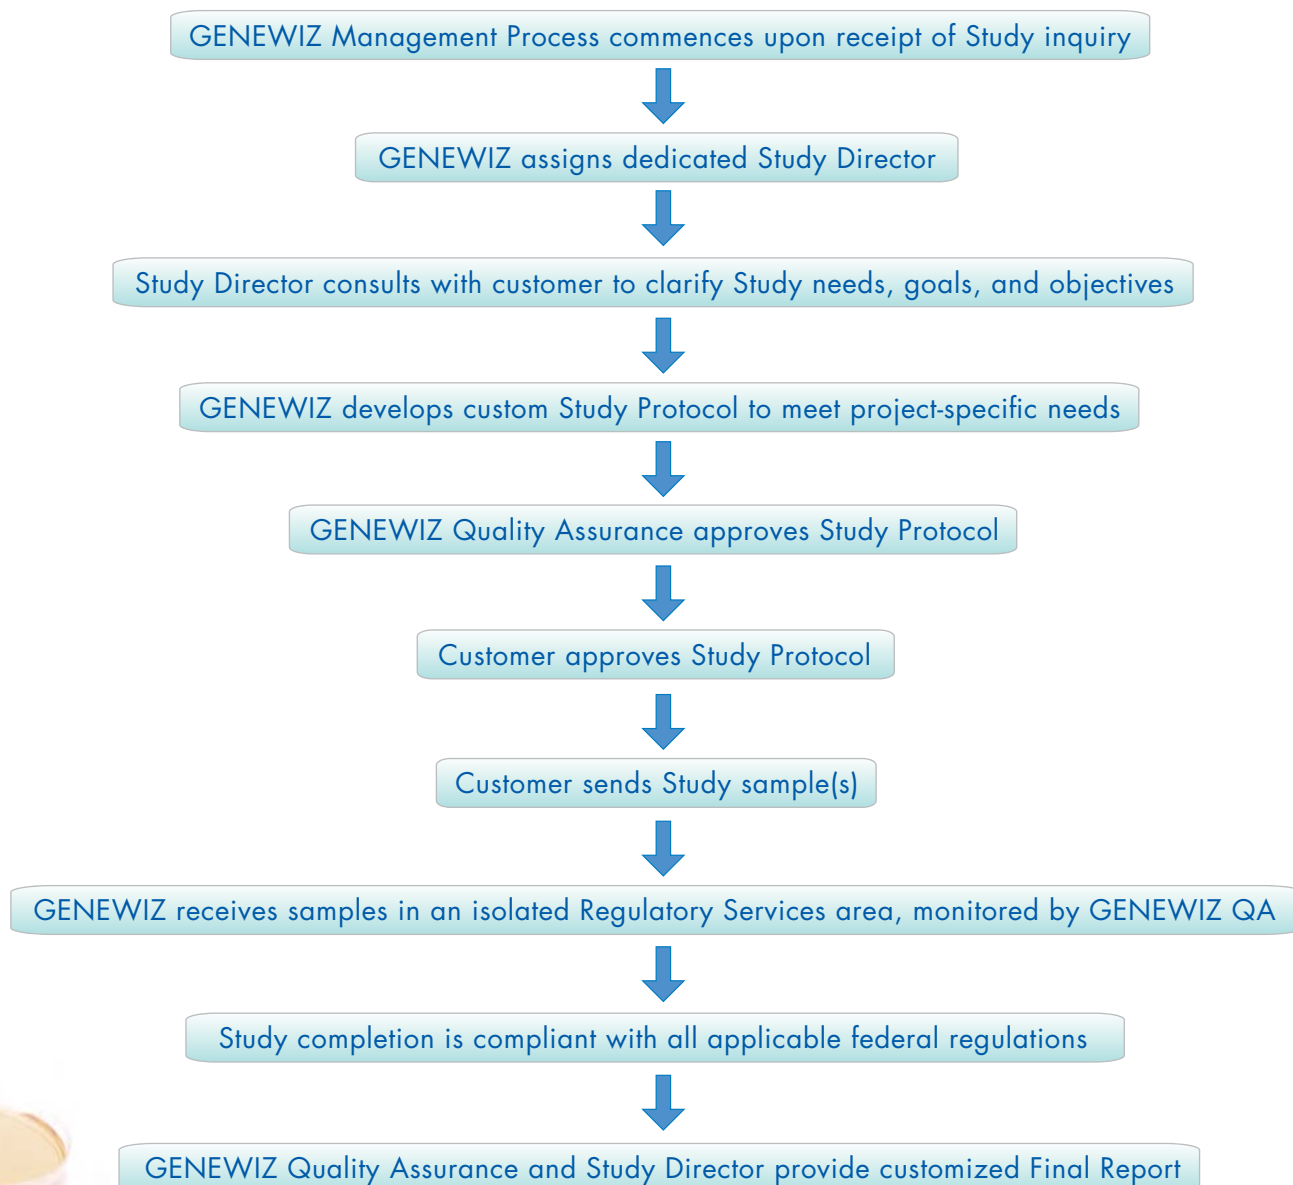 GENEWIZ Management Process commences upon receipt of Study inquiry
GENEWIZ assigns dedicated Study Director
Study Director consults with customer to clarify Study needs, goals, and objectives
GENEWIZ develops custom Study Protocol to meet project-specific needs
GENEWIZ Quality Assurance approves Study Protocol
Customer approves Study Protocol
Customer sends Study sample(s)
GENEWIZ receives samples in an isolated Regulatory Services area, monitored by GENEWIZ QA
Study completion is compliant with all applicable federal regulations
GENEWIZ Quality Assurance and Study Director provide customized Final Report